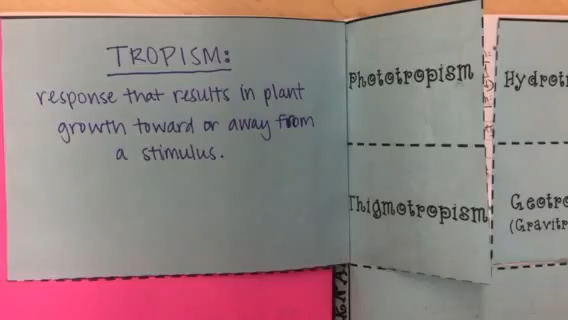 TROPISM:
response that results in plant
growth toward or away from
a stimulus.
Phototropism
Thigmotropism